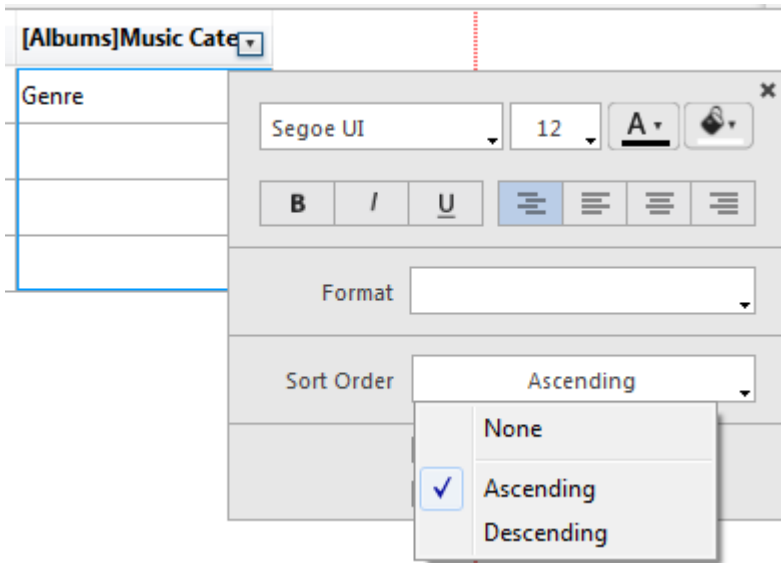 [Albums]Music Cate
Genre
Segoe UI 12 A
B I U
Format
Sort Order Ascending
None
Ascending
Descending